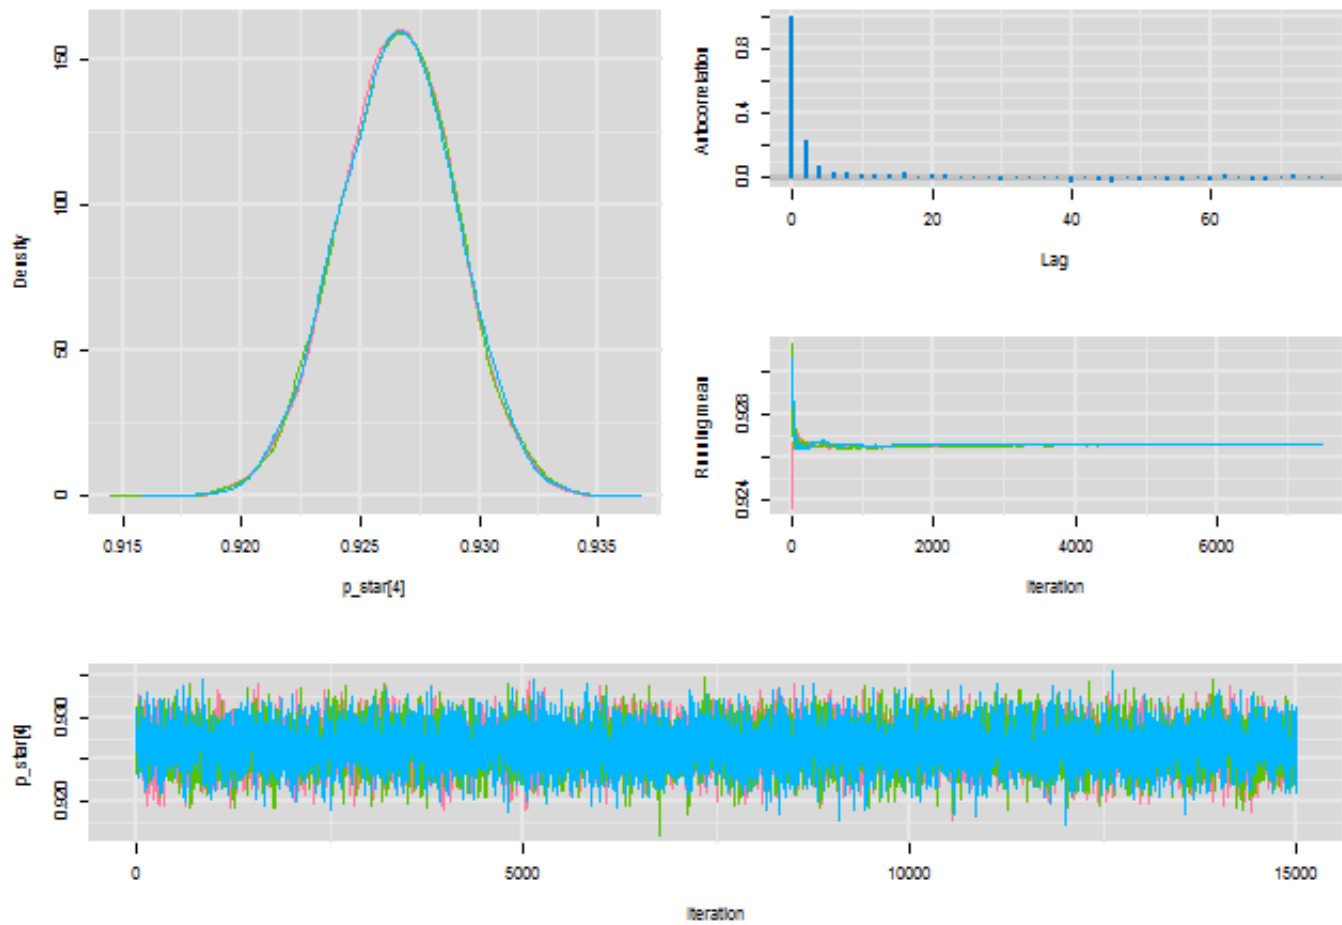 150
100
50
0
Density
0.915 0.920 0.925 0.930 0.935
p_star[4]
0.8
0.4
0.0
Autocorrelation
0 20 40 60
Lag
0.928
0.924
Running mean
0 2000 4000 6000
Iteration
0.930
0.920
p_star[4]
0 5000 10000 15000
Iteration